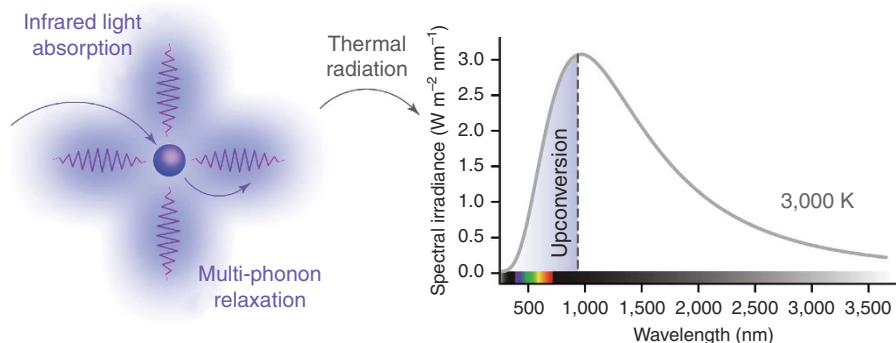 Infrared light
absorption
Multi-phonon
relaxation
Thermal
radiation
Spectral irradiance (W m⁻² nm⁻¹)
3.0
2.5
2.0
1.5
1.0
0.5
0.0
Upconversion
3,000 K
500 1,000 1,500 2,000 2,500 3,000 3,500
Wavelength (nm)